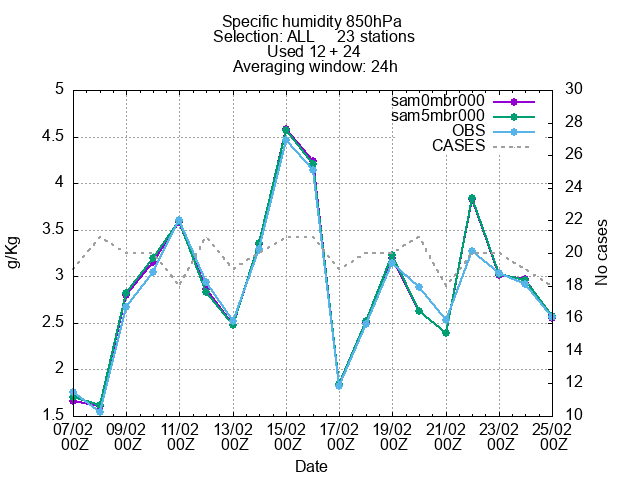 Specific humidity 850hPa
Selection: ALL 23 stations
Used 12 + 24
Averaging window: 24h
sam0mbr000
sam5mbr000
OBS
CASES
g/Kg
5
4.5
4
3.5
3
2.5
2
1.5
No cases
30
28
26
24
22
20
18
16
14
12
10
07/02 09/02 11/02 13/02 15/02 17/02 19/02 21/02 23/02 25/02
00Z 00Z 00Z 00Z 00Z 00Z 00Z 00Z 00Z 00Z
Date